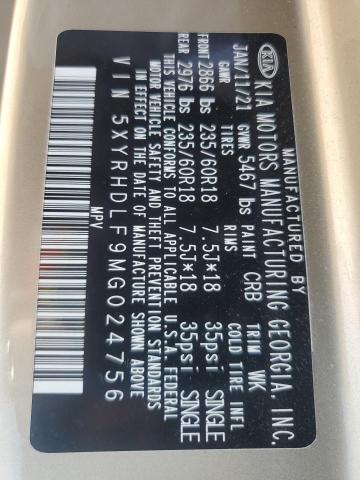 KIA
MANUFACTURED BY
KIA MOTORS MANUFACTURING GEORGIA, INC.
JAN/11/21 GVWR 5467 lbs PAINT CRB TRIM WK
GAWR TIRES RIMS COLD TIRE INFL
FRONT 2866 lbs 235/60R18 7.5J*18 35psi SINGLE
REAR 2976 lbs 235/60R18 7.5J*18 35psi SINGLE
THIS VEHICLE CONFORMS TO ALL APPLICABLE U.S.A. FEDERAL
MOTOR VEHICLE SAFETY AND THEFT PREVENTION STANDARDS
IN EFFECT ON THE DATE OF MANUFACTURE SHOWN ABOVE
VIN 5XYRHDLF9MG024756
MPV